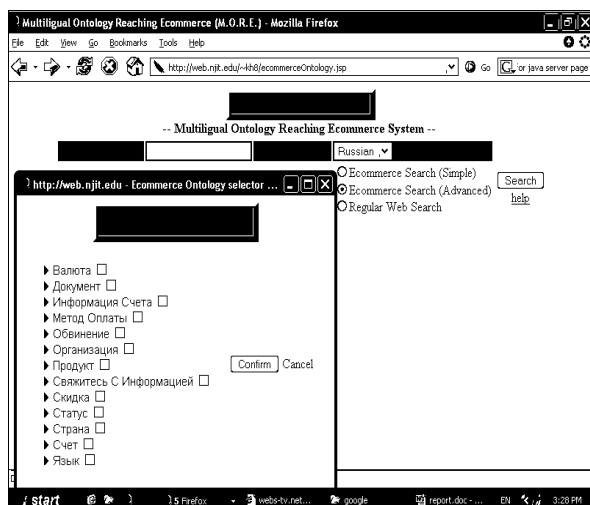 Multiligual Ontology Reaching Ecommerce (M.O.R.E.) - Mozilla Firefox
File Edit View Go Bookmarks Tools Help
http://web.njit.edu/~kh8/ecommerceOntology.jsp Go or java server page
-- Multiligual Ontology Reaching Ecommerce System --
Russian
Ecommerce Search (Simple)
Ecommerce Search (Advanced)
Regular Web Search
Search
help
http://web.njit.edu - Ecommerce Ontology selector ...
Валюта
Документ
Информация Счета
Метод Оплаты
Обвинение
Организация
Продукт
Свяжитесь С Информацией
Скидка
Статус
Страна
Счет
Язык
Confirm Cancel
start 5 Firefox webs-tv.net... google report.doc - ... EN 3:28 PM